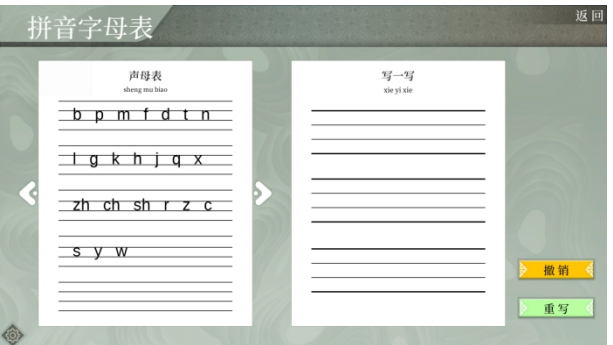 拼音字母表
返回
声母表
sheng mu biao
b p m f d t n
l g k h j q x
zh ch sh r z c
s y w
写一写
xie yi xie
撤销
重写